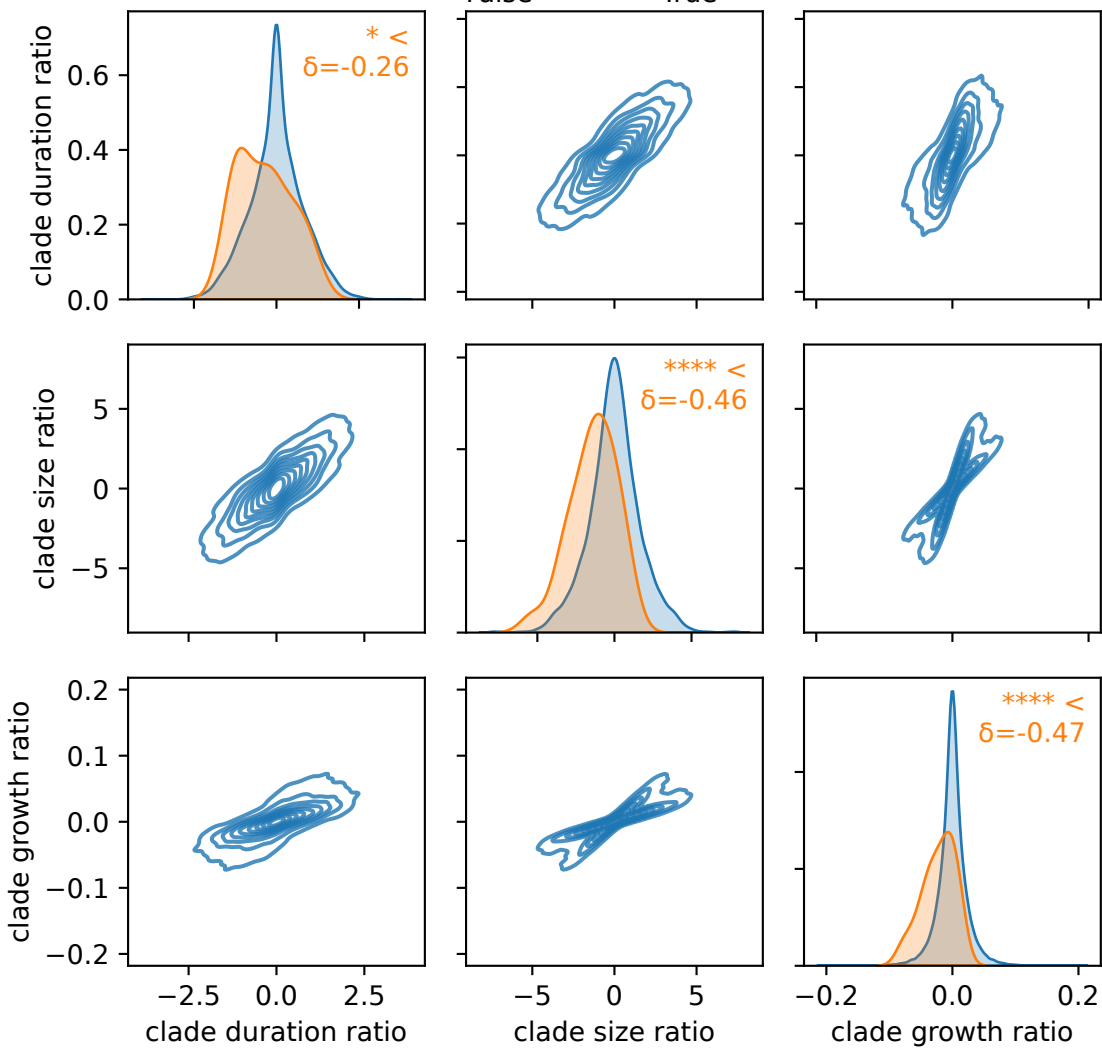 clade duration ratio
0.6
0.4
0.2
0.0
* <
δ=-0.26
clade size ratio
5
0
−5
**** <
δ=-0.46
clade growth ratio
0.2
0.1
0.0
−0.1
−0.2
**** <
δ=-0.47
−2.5 0.0 2.5
−5 0 5
−0.2 0.0 0.2
clade duration ratio
clade size ratio
clade growth ratio